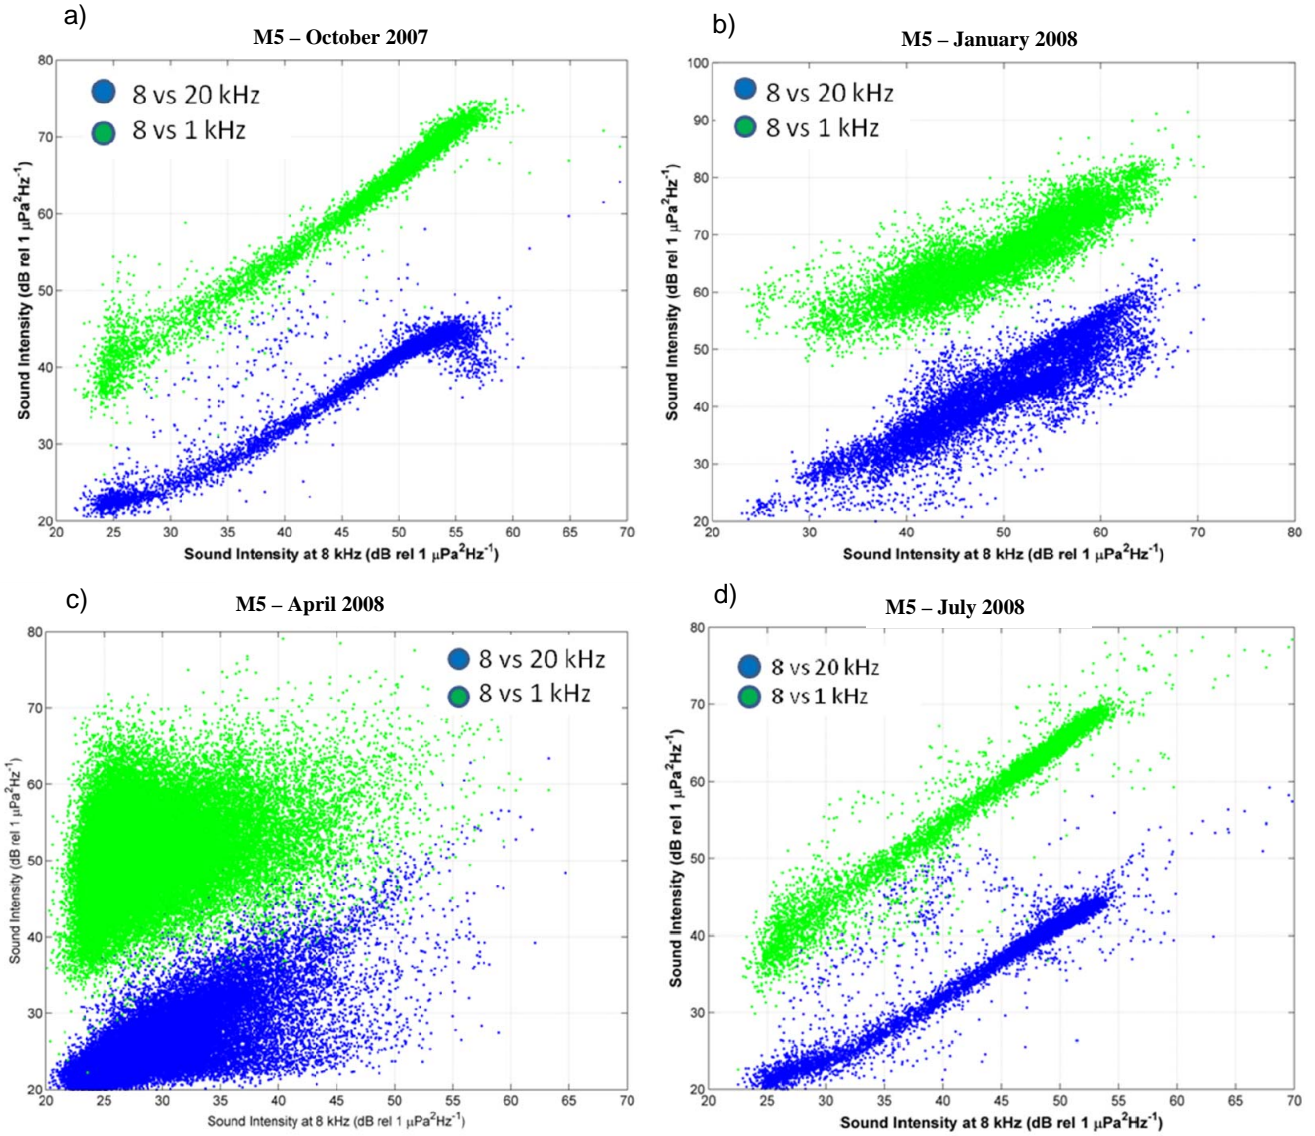 a)
M5 – October 2007
8 vs 20 kHz
8 vs 1 kHz
Sound Intensity (dB rel 1 μPa²Hz⁻¹)
80
70
60
50
40
30
20
20 25 30 35 40 45 50 55 60 65 70
Sound Intensity at 8 kHz (dB rel 1 μPa²Hz⁻¹)
b)
M5 – January 2008
8 vs 20 kHz
8 vs 1 kHz
Sound Intensity (dB rel 1 μPa²Hz⁻¹)
100
90
80
70
60
50
40
30
20
20 30 40 50 60 70 80
Sound Intensity at 8 kHz (dB rel 1 μPa²Hz⁻¹)
c)
M5 – April 2008
8 vs 20 kHz
8 vs 1 kHz
Sound Intensity (dB rel 1 μPa²Hz⁻¹)
80
70
60
50
40
30
20
20 25 30 35 40 45 50 55 60 65 70
Sound Intensity at 8 kHz (dB rel 1 μPa²Hz⁻¹)
d)
M5 – July 2008
8 vs 20 kHz
8 vs 1 kHz
Sound Intensity (dB rel 1 μPa²Hz⁻¹)
80
70
60
50
40
30
20
20 25 30 35 40 45 50 55 60 65 70
Sound Intensity at 8 kHz (dB rel 1 μPa²Hz⁻¹)